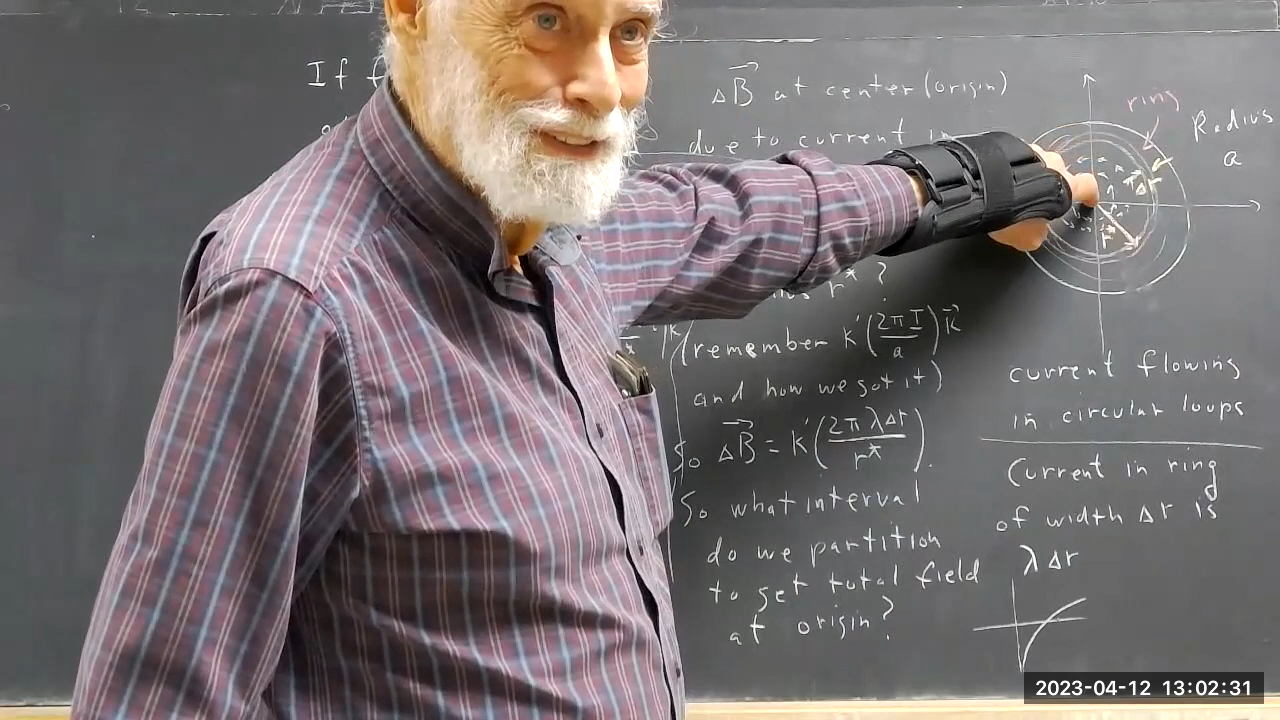 If
ΔB⃗ at center (origin)
due to current in
r* ?
(remember k'(2πI/a)k⃗
and how we got it)
So ΔB⃗ = k'(2πλΔr/r*).
So what interval
do we partition
to get total field
at origin?
ring
Radius
a
r*
current flowing
in circular loops
Current in ring
of width Δr is
λΔr
2023-04-12 13:02:31